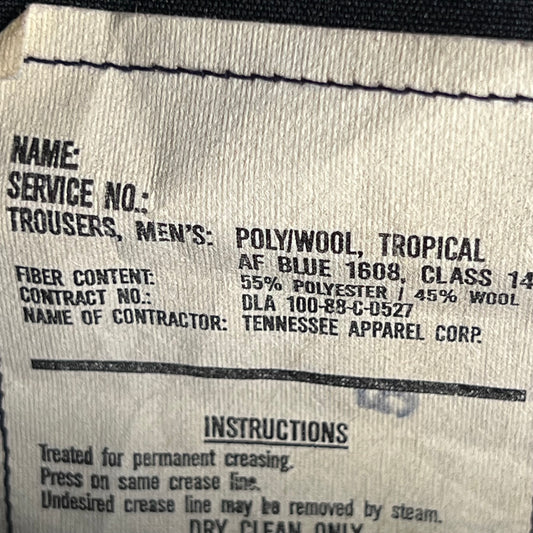 NAME:
SERVICE NO.:
TROUSERS, MEN'S: POLY/WOOL, TROPICAL
AF BLUE 1608, CLASS 14
FIBER CONTENT: 55% POLYESTER / 45% WOOL
CONTRACT NO.: DLA 100-88-C-0527
NAME OF CONTRACTOR: TENNESSEE APPAREL CORP.
INSTRUCTIONS
Treated for permanent creasing.
Press on same crease line.
Undesired crease line may be removed by steam.
DRY CLEAN ONLY